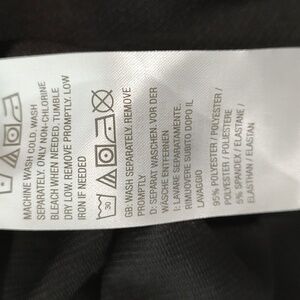 MACHINE WASH COLD, WASH
SEPARATELY, ONLY NON-CHLORINE
BLEACH WHEN NEEDED, TUMBLE
DRY LOW, REMOVE PROMPTLY, LOW
IRON IF NEEDED
30
GB: WASH SEPARATELY, REMOVE
PROMPTLY
D: SEPARAT WASCHEN, VOR DER
WÄSCHE ENTFERNEN
I: LAVARE SEPARATAMENTE,
RIMUOVERE SUBITO DOPO IL
LAVAGGIO
95% POLYESTER / POLYESTER /
POLYESTER / POLIESTERE
5% SPANDEX / ELASTANE /
ELASTHAN / ELASTAN